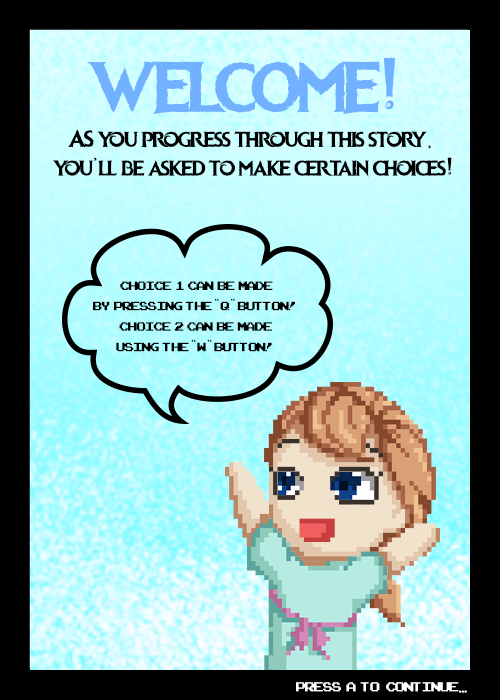 WELCOME!
AS YOU PROGRESS THROUGH THIS STORY,
YOU'LL BE ASKED TO MAKE CERTAIN CHOICES!
CHOICE 1 CAN BE MADE
BY PRESSING THE "Q" BUTTON!
CHOICE 2 CAN BE MADE
USING THE "W" BUTTON!
PRESS A TO CONTINUE...